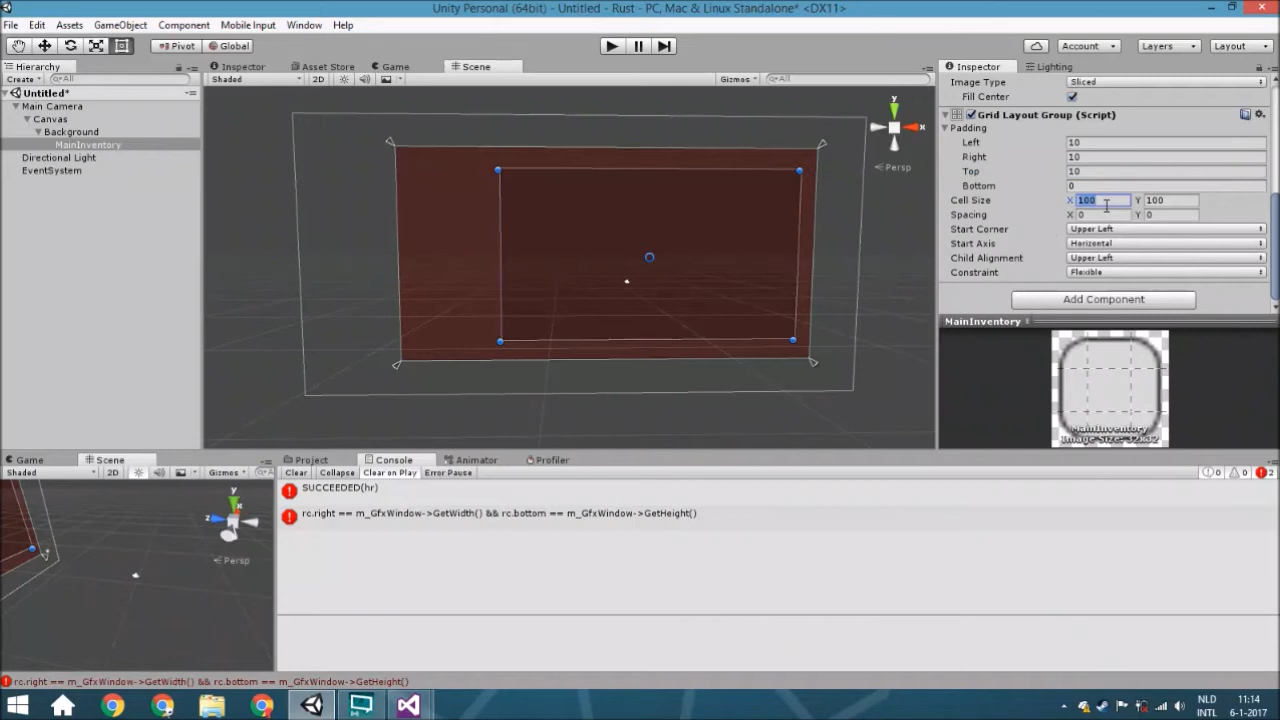 Unity Personal (64bit) - Untitled - Rust - PC, Mac & Linux Standalone* <DX11>
File Edit Assets GameObject Component Mobile Input Window Help
Pivot Global Account Layers Layout
Hierarchy Inspector Asset Store Game Scene Inspector Lighting
Create All Shaded 2D Gizmos All
Image Type Sliced
Untitled*
Fill Center
Main Camera
Canvas
Grid Layout Group (Script)
Background
Padding
MainInventory
Left 10
Directional Light
Right 10
EventSystem
Top 10
Bottom 0
Cell Size X 100 Y 100
Spacing X 0 Y 0
Start Corner Upper Left
Start Axis Horizontal
Child Alignment Upper Left
Constraint Flexible
y
x
Persp
Add Component
MainInventory
MainInventory
Image Size: 32x32
Game Scene Project Console Animator Profiler
Shaded 2D Gizmos Clear Collapse Clear on Play Error Pause 0 0 2
SUCCEEDED(hr)
rc.right == m_GfxWindow->GetWidth() && rc.bottom == m_GfxWindow->GetHeight()
y
z
Persp
rc.right == m_GfxWindow->GetWidth() && rc.bottom == m_GfxWindow->GetHeight()
NLD 11:14
INTL 6-1-2017